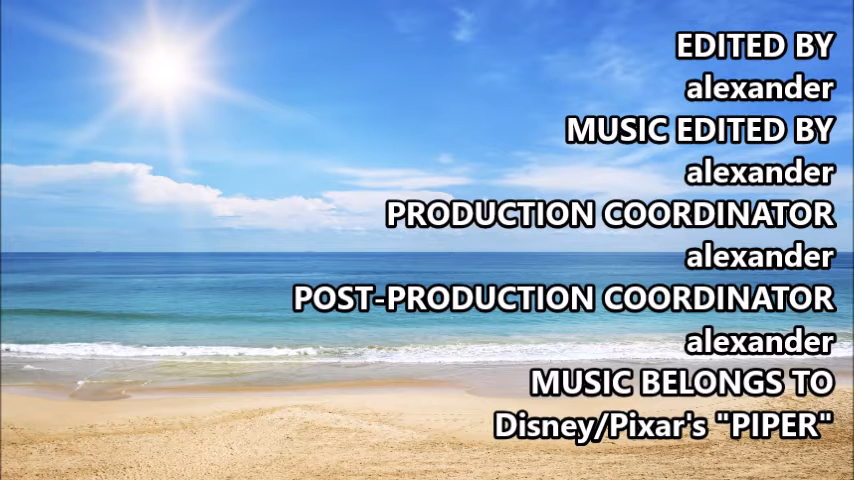 EDITED BY
alexander
MUSIC EDITED BY
alexander
PRODUCTION COORDINATOR
alexander
POST-PRODUCTION COORDINATOR
alexander
MUSIC BELONGS TO
Disney/Pixar's "PIPER"